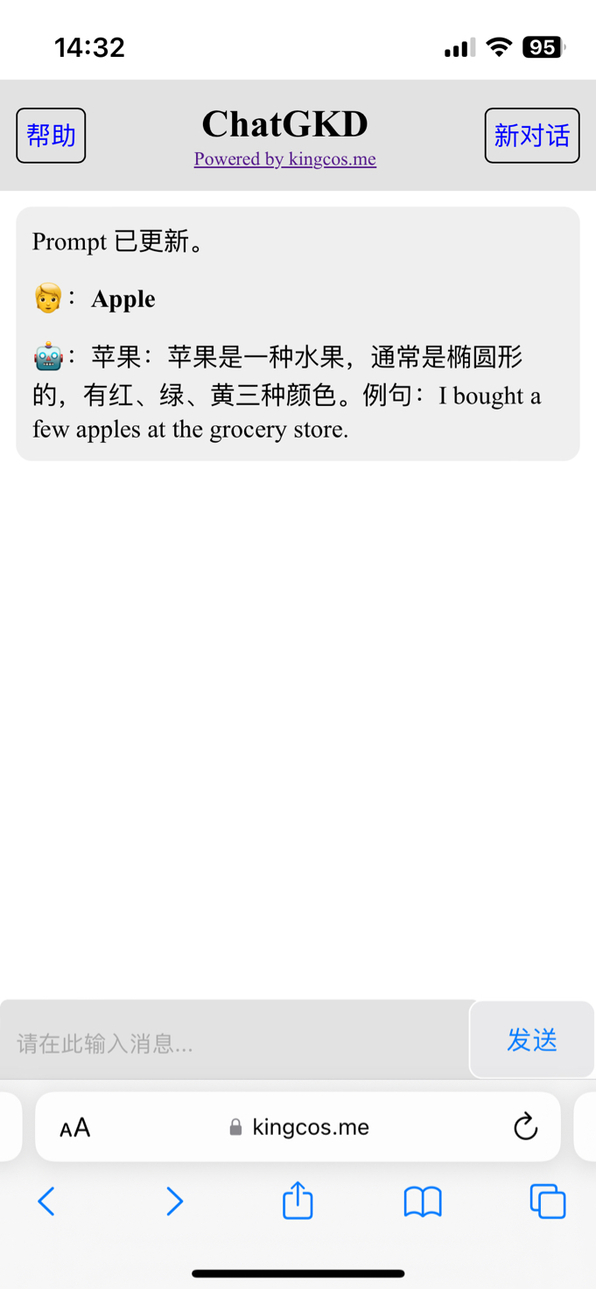 14:32
95
帮助
ChatGKD
新对话
Powered by kingcos.me
Prompt 已更新。
🧑：Apple
🤖：苹果：苹果是一种水果，通常是椭圆形
的，有红、绿、黄三种颜色。例句：I bought a
few apples at the grocery store.
请在此输入消息...
发送
AA
kingcos.me